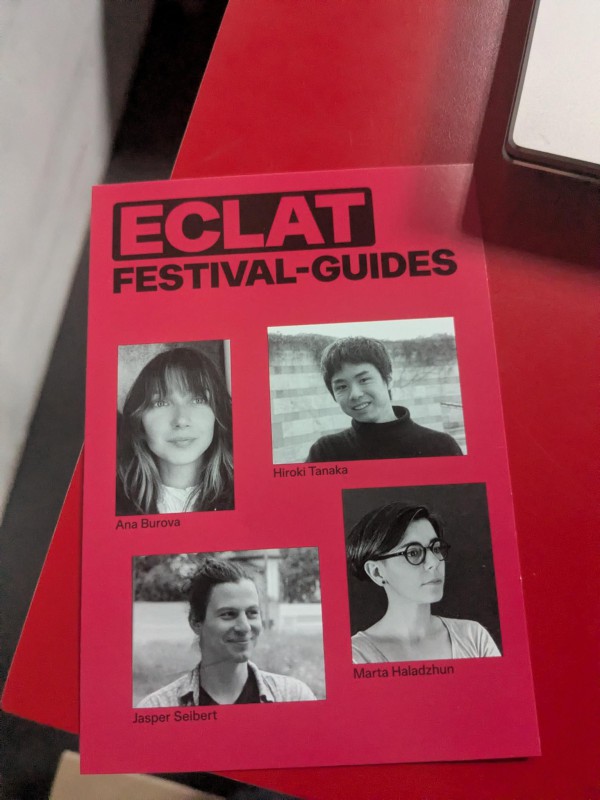 ECLAT
FESTIVAL-GUIDES
Ana Burova
Hiroki Tanaka
Jasper Seibert
Marta Haladzhun